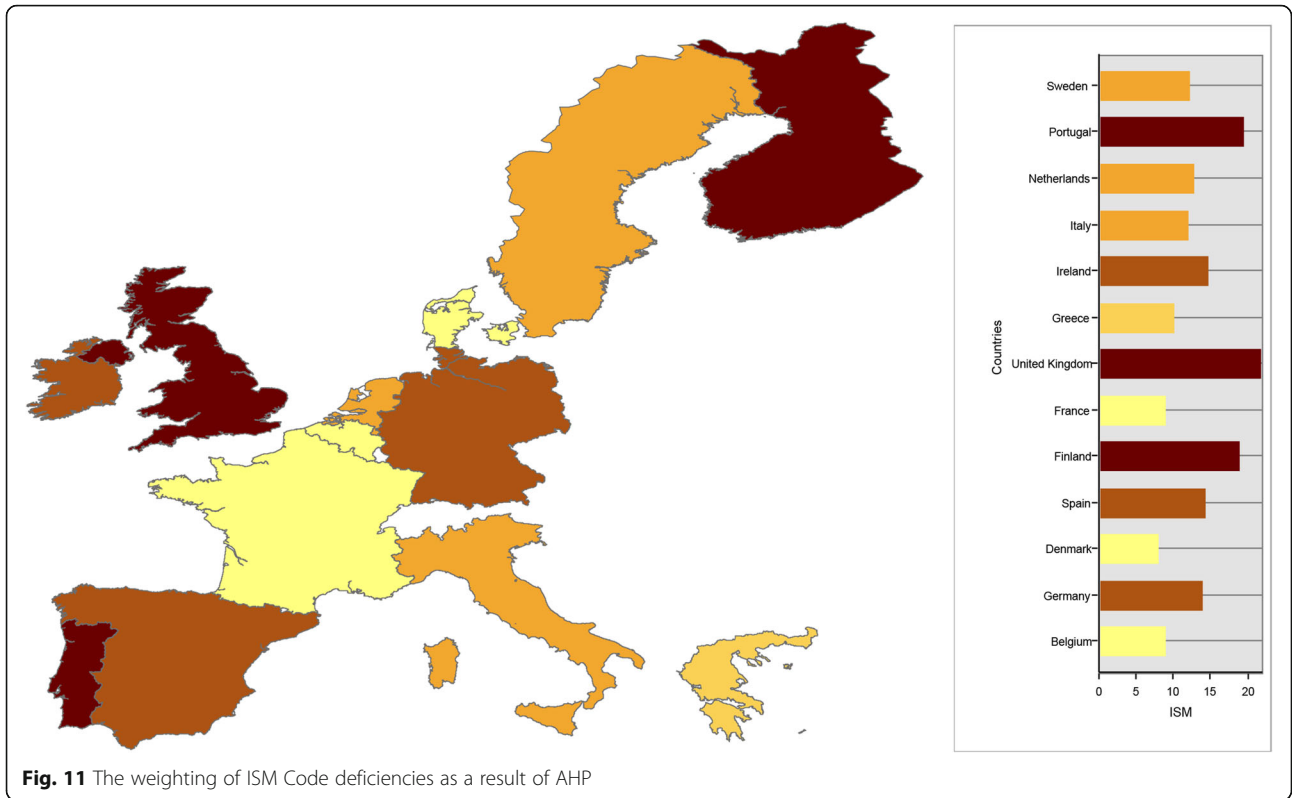 Sweden
Portugal
Netherlands
Italy
Ireland
Greece
United Kingdom
France
Finland
Spain
Denmark
Germany
Belgium
Countries
0 5 10 15 20
ISM
Fig. 11 The weighting of ISM Code deficiencies as a result of AHP